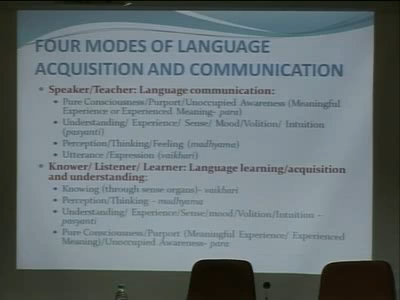 FOUR MODES OF LANGUAGE
ACQUISITION AND COMMUNICATION
• Speaker/Teacher: Language communication:
• Pure Consciousness/Purport/Unoccupied Awareness (Meaningful
Experience or Experienced Meaning- para)
• Understanding/ Experience/ Sense/ Mood/Volition/ Intuition
(pasyanti)
• Perception/Thinking/Feeling (madhyama)
• Utterance /Expression (vaikhari)
• Knower/ Listener/ Learner: Language learning/acquisition
and understanding:
• Knowing (through sense organs)- vaikhari
• Perception/Thinking – madhyama
• Understanding/ Experience/Sense/mood/Volition/Intuition –
pasyanti
• Pure Consciousness/Purport (Meaningful Experience/ Experienced
Meaning)/Unoccupied Awareness- para